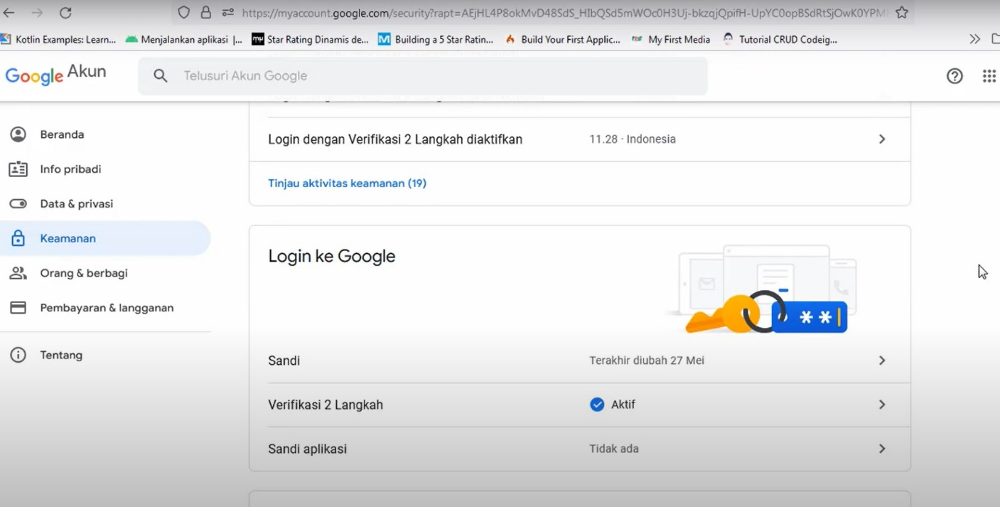 https://myaccount.google.com/security?rapt=AEjHL4P8okMvD48SdS_HIbQSd5mWOc0H3Uj-bkzqjQpifH-UpYC0opBSdRtSjOwK0YPM
Kotlin Examples: Learn...
Menjalankan aplikasi |...
Star Rating Dinamis de...
Building a 5 Star Ratin...
Build Your First Applic...
My First Media
Tutorial CRUD Codeig...
Google Akun
Telusuri Akun Google
Beranda
Info pribadi
Data & privasi
Keamanan
Orang & berbagi
Pembayaran & langganan
Tentang
Login dengan Verifikasi 2 Langkah diaktifkan
11.28 · Indonesia
Tinjau aktivitas keamanan (19)
Login ke Google
Sandi
Terakhir diubah 27 Mei
Verifikasi 2 Langkah
Aktif
Sandi aplikasi
Tidak ada